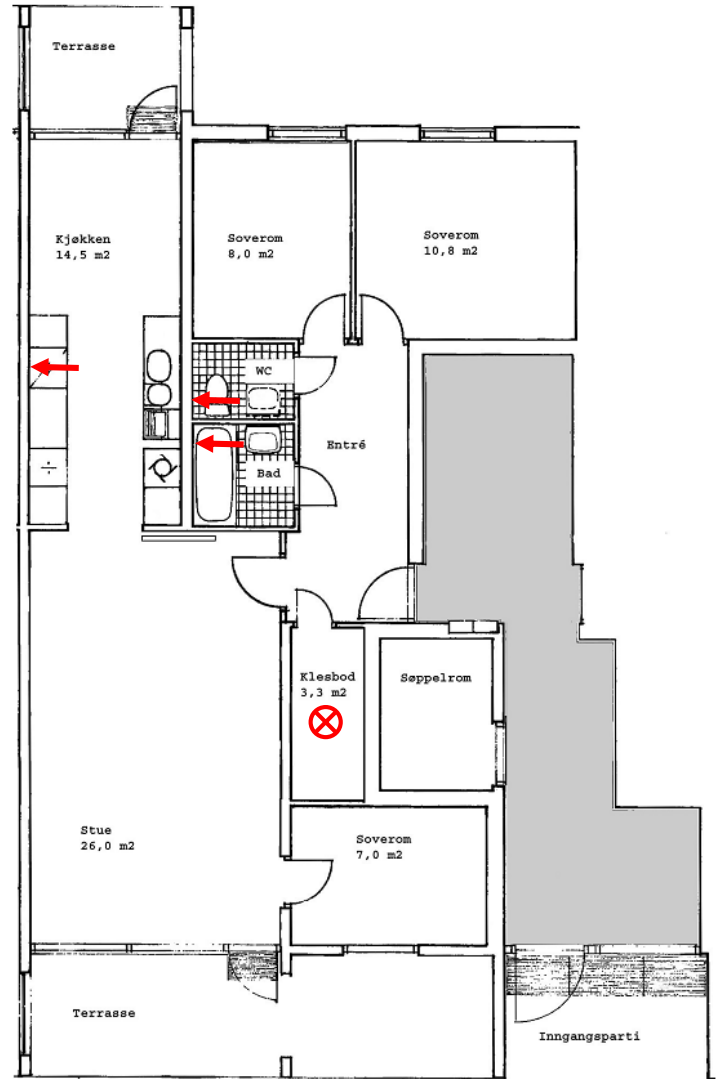 Terrasse
Kjøkken
14,5 m2
Soverom
8,0 m2
Soverom
10,8 m2
WC
Entré
Bad
Klesbod
3,3 m2
Søppelrom
Stue
26,0 m2
Soverom
7,0 m2
Terrasse
Inngangsparti